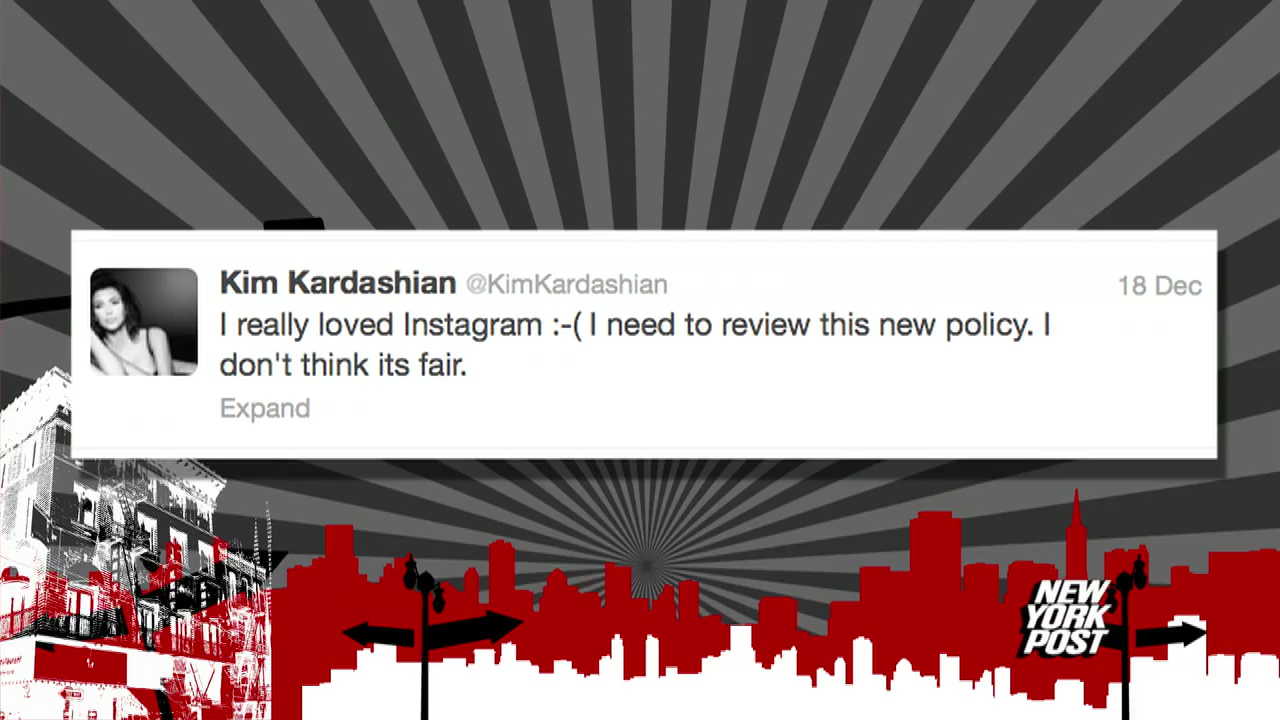 Kim Kardashian @KimKardashian 18 Dec
I really loved Instagram :-( I need to review this new policy. I
don't think its fair.
Expand
NEW
YORK
POST